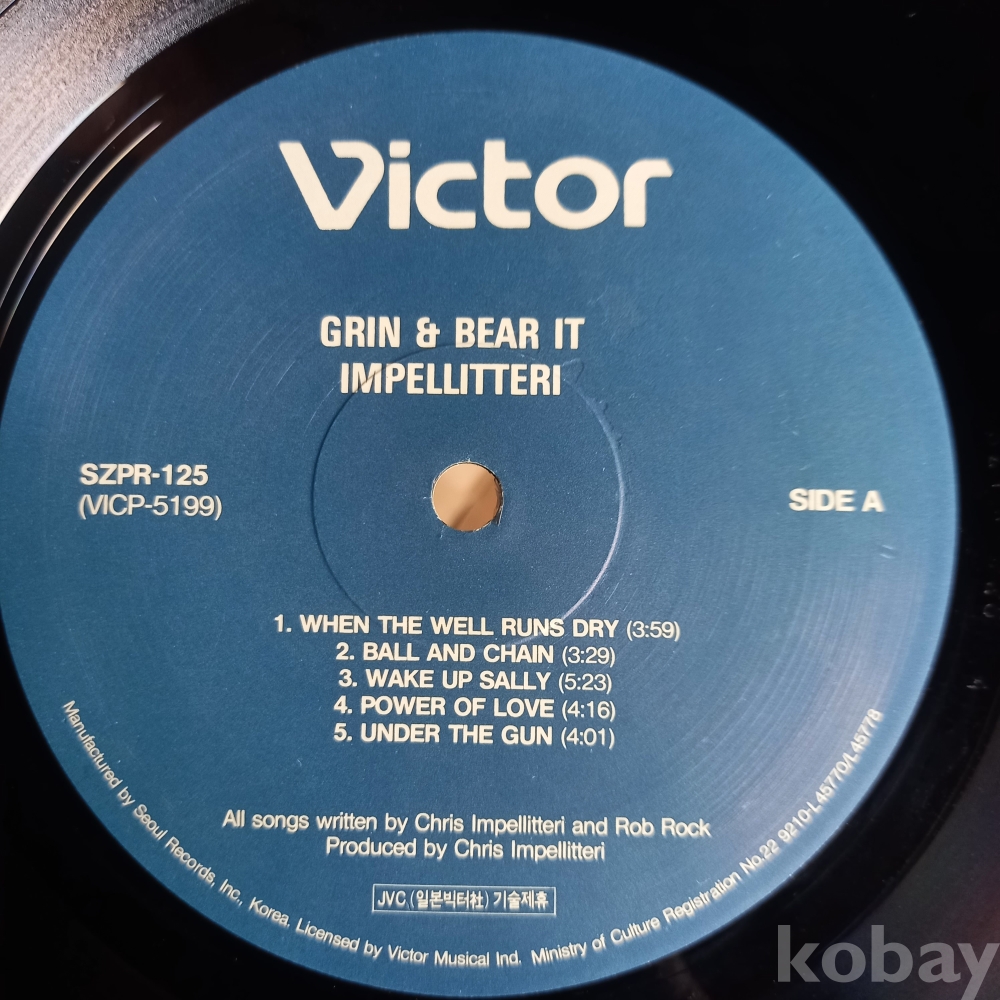 Victor
GRIN & BEAR IT
IMPELLITTERI
SZPR-125
(VICP-5199)
SIDE A
1. WHEN THE WELL RUNS DRY (3:59)
2. BALL AND CHAIN (3:29)
3. WAKE UP SALLY (5:23)
4. POWER OF LOVE (4:16)
5. UNDER THE GUN (4:01)
All songs written by Chris Impellitteri and Rob Rock
Produced by Chris Impellitteri
JVC (일본빅터社) 기술제휴
Manufactured by Seoul Records, Inc., Korea. Licensed by Victor Musical Ind. Ministry of Culture Registration No.22 9210-L45770/L45778
kobay